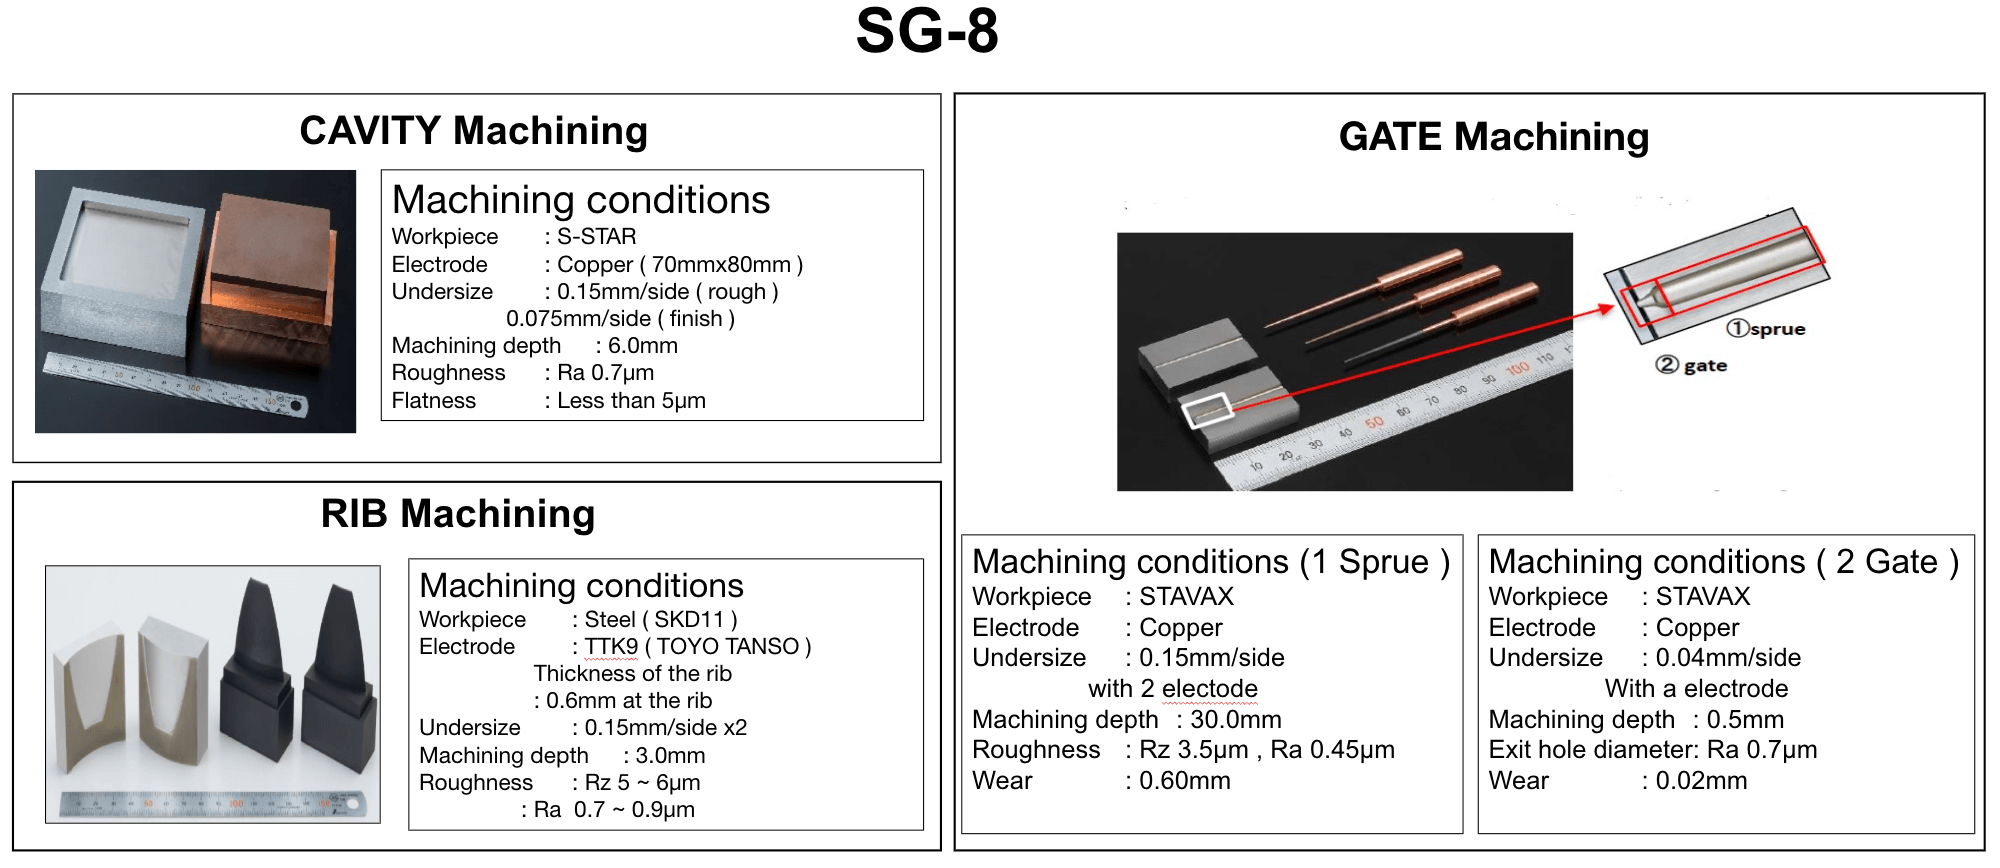 SG-8
CAVITY Machining
Machining conditions
Workpiece : S-STAR
Electrode : Copper ( 70mmx80mm )
Undersize : 0.15mm/side ( rough )
0.075mm/side ( finish )
Machining depth : 6.0mm
Roughness : Ra 0.7µm
Flatness : Less than 5µm
RIB Machining
Machining conditions
Workpiece : Steel ( SKD11 )
Electrode : TTK9 ( TOYO TANSO )
Thickness of the rib
: 0.6mm at the rib
Undersize : 0.15mm/side x2
Machining depth : 3.0mm
Roughness : Rz 5 ~ 6µm
: Ra 0.7 ~ 0.9µm
50 100 150
GATE Machining
①sprue
② gate
10 20 30 40 50 60 70 80 90 100 110
Machining conditions (1 Sprue )
Workpiece : STAVAX
Electrode : Copper
Undersize : 0.15mm/side
with 2 electode
Machining depth : 30.0mm
Roughness : Rz 3.5µm , Ra 0.45µm
Wear : 0.60mm
Machining conditions ( 2 Gate )
Workpiece : STAVAX
Electrode : Copper
Undersize : 0.04mm/side
With a electrode
Machining depth : 0.5mm
Exit hole diameter: Ra 0.7µm
Wear : 0.02mm